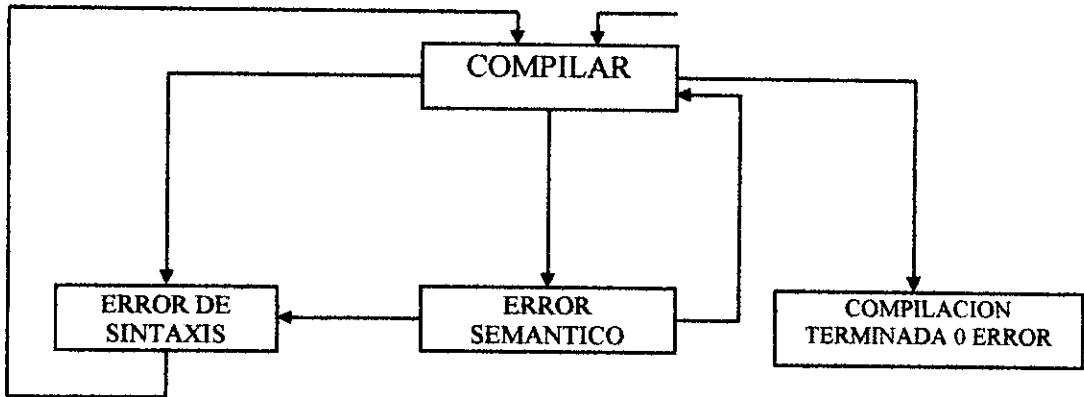 COMPILAR
ERROR DE
SINTAXIS
ERROR
SEMANTICO
COMPILACION
TERMINADA 0 ERROR